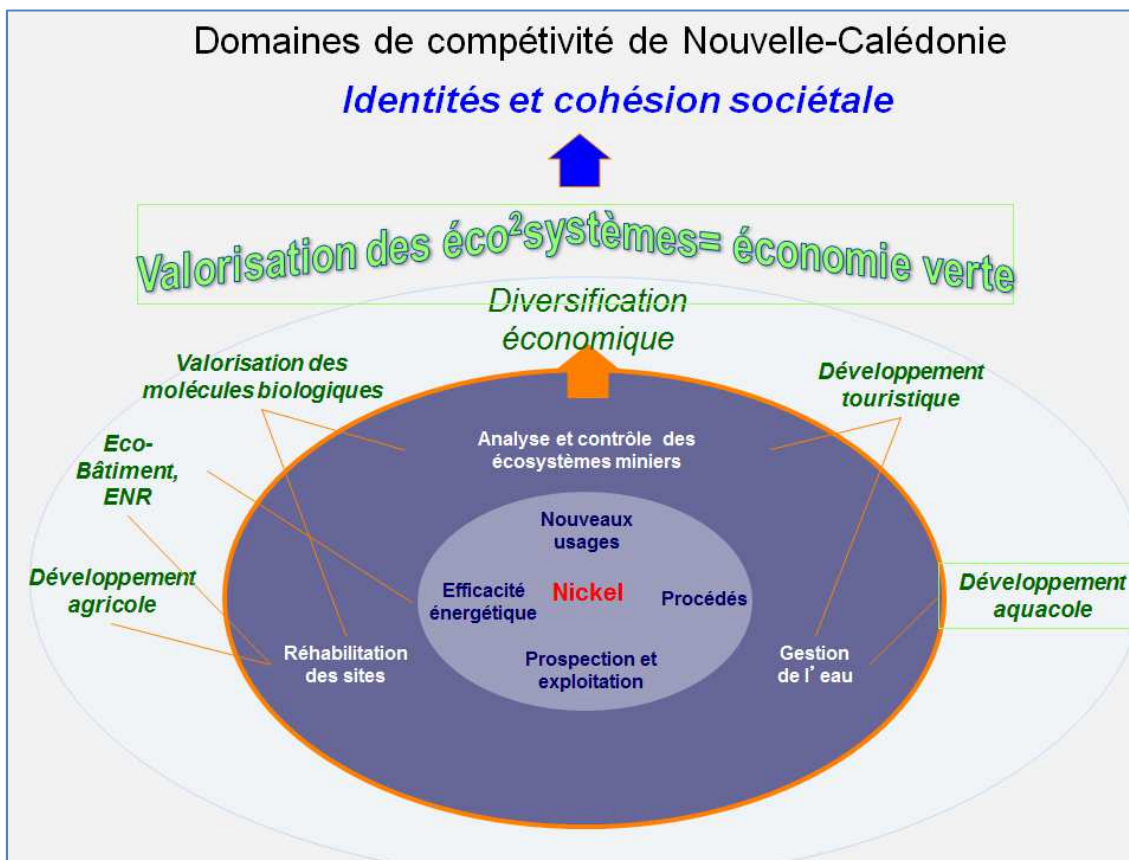 Domaines de compétivité de Nouvelle-Calédonie
Identités et cohésion sociétale
Valorisation des éco²systèmes= économie verte
Diversification
économique
Valorisation des
molécules biologiques
Développement
touristique
Eco-
Bâtiment,
ENR
Analyse et contrôle des
écosystèmes miniers
Nouveaux
usages
Développement
agricole
Efficacité
énergétique
Nickel
Procédés
Développement
aquacole
Réhabilitation
des sites
Prospection et
exploitation
Gestion
de l' eau